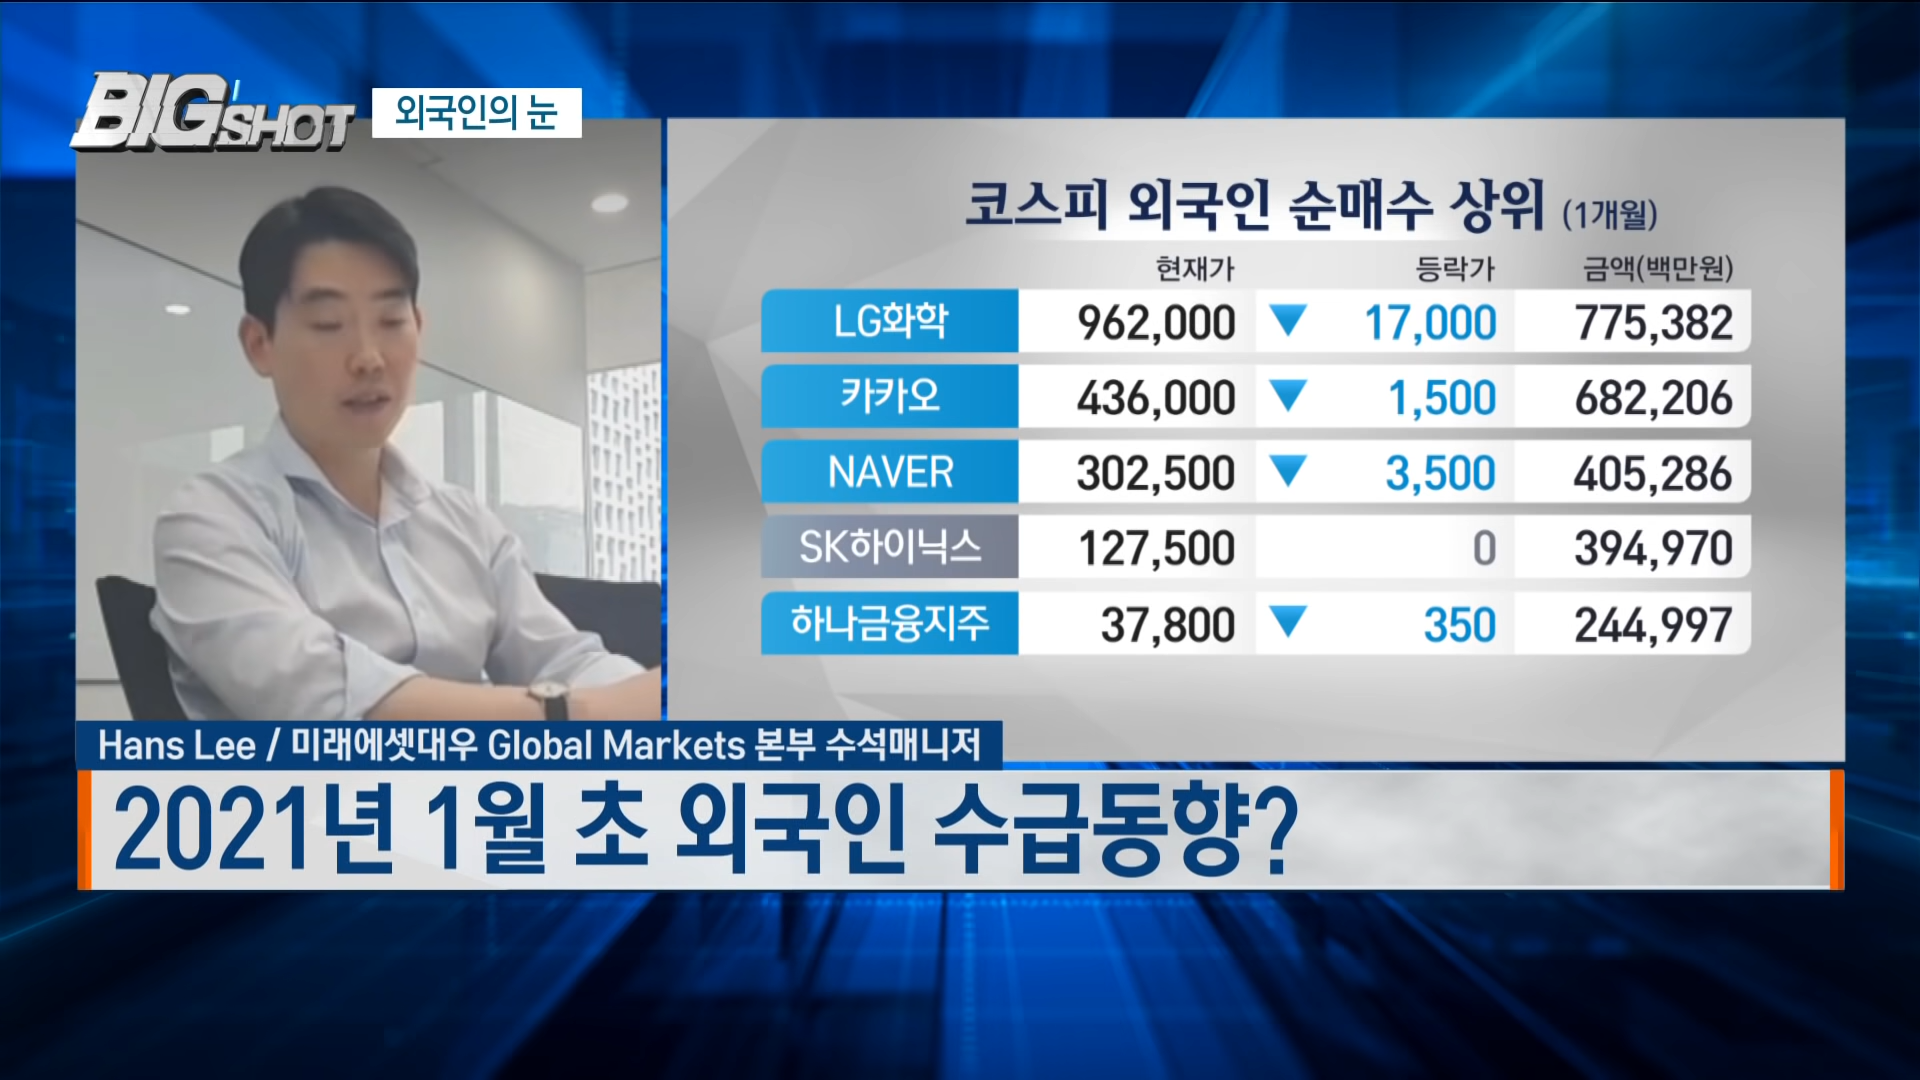 BIG SHOT
외국인의 눈
코스피 외국인 순매수 상위 (1개월)
현재가 등락가 금액(백만원)
LG화학 962,000 ▼ 17,000 775,382
카카오 436,000 ▼ 1,500 682,206
NAVER 302,500 ▼ 3,500 405,286
SK하이닉스 127,500 0 394,970
하나금융지주 37,800 ▼ 350 244,997
Hans Lee / 미래에셋대우 Global Markets 본부 수석매니저
2021년 1월 초 외국인 수급동향?